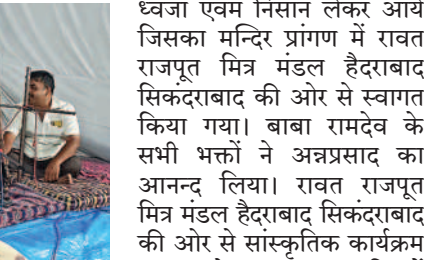 ध्वजा एवम निसान लेकर आये
जिसका मन्दिर प्रांगण में रावत
राजपूत मित्र मंडल हैदराबाद
सिकंदराबाद की ओर से स्वागत
किया गया। बाबा रामदेव के
सभी भक्तों ने अन्नप्रसाद का
आनन्द लिया। रावत राजपूत
मित्र मंडल हैदराबाद सिकंदराबाद
की ओर से सांस्कृतिक कार्यक्रम